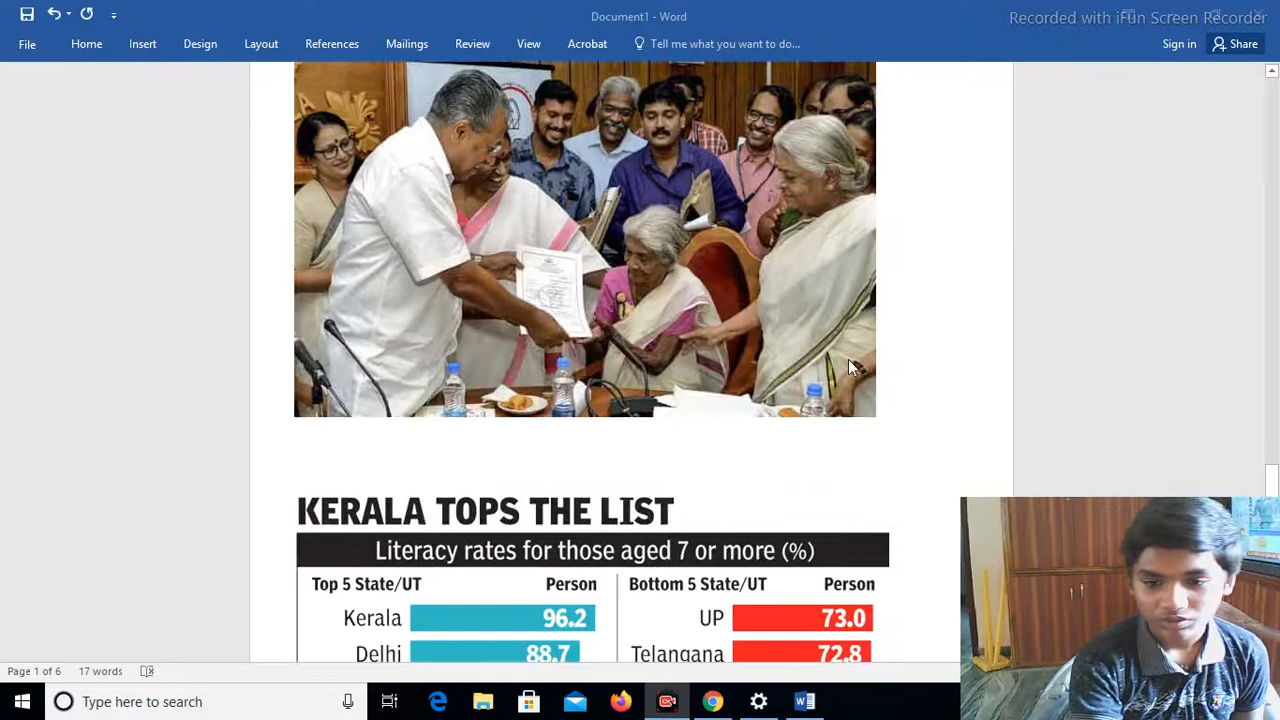 Document1 - Word
Recorded with iFun Screen Recorder
File Home Insert Design Layout References Mailings Review View Acrobat Tell me what you want to do... Sign in Share
KERALA TOPS THE LIST
Literacy rates for those aged 7 or more (%)
Top 5 State/UT Person Bottom 5 State/UT Person
Kerala 96.2 UP 73.0
Delhi 88.7 Telangana 72.8
Page 1 of 6 17 words
Type here to search